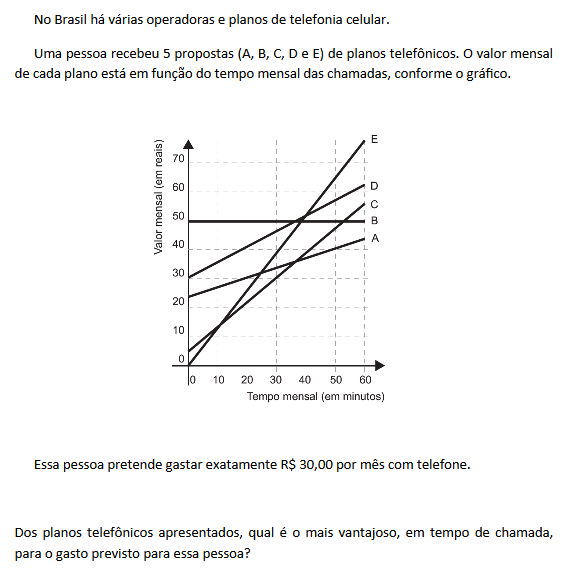 No Brasil há várias operadoras e planos de telefonia celular.
Uma pessoa recebeu 5 propostas (A, B, C, D e E) de planos telefônicos. O valor mensal
de cada plano está em função do tempo mensal das chamadas, conforme o gráfico.
Valor mensal (em reais)
70
60
50
40
30
20
10
0
E
D
C
B
A
0 10 20 30 40 50 60
Tempo mensal (em minutos)
Essa pessoa pretende gastar exatamente R$ 30,00 por mês com telefone.
Dos planos telefônicos apresentados, qual é o mais vantajoso, em tempo de chamada,
para o gasto previsto para essa pessoa?